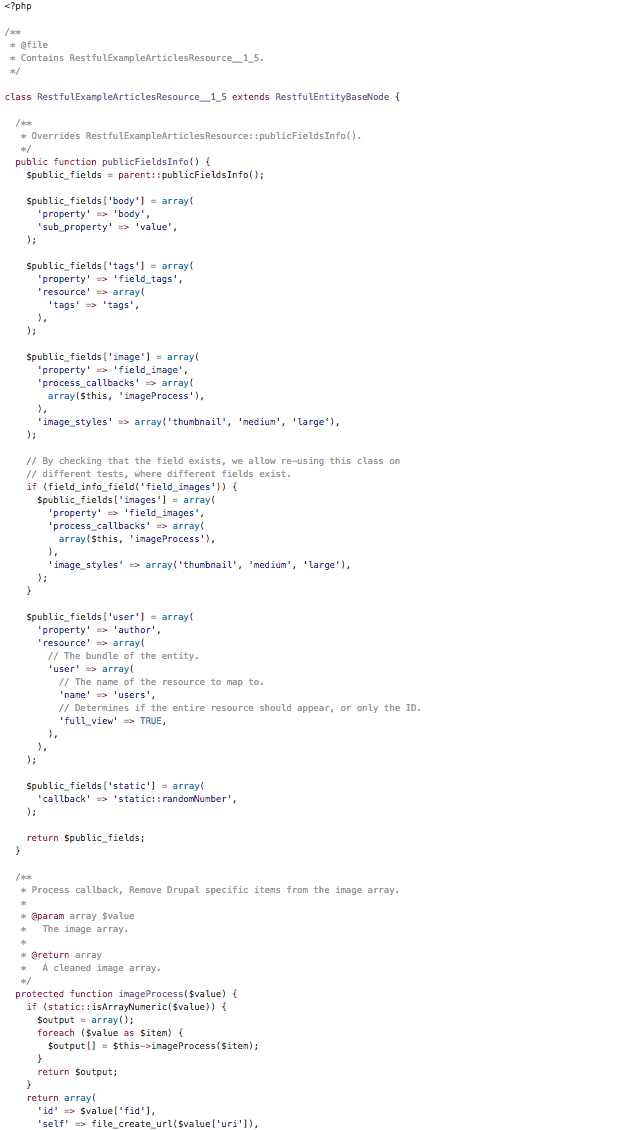 <?php

/**
 * @file
 * Contains RestfulExampleArticlesResource__1_5.
 */

class RestfulExampleArticlesResource__1_5 extends RestfulEntityBaseNode {

  /**
   * Overrides RestfulExampleArticlesResource::publicFieldsInfo().
   */
  public function publicFieldsInfo() {
    $public_fields = parent::publicFieldsInfo();

    $public_fields['body'] = array(
      'property' => 'body',
      'sub_property' => 'value',
    );

    $public_fields['tags'] = array(
      'property' => 'field_tags',
      'resource' => array(
        'tags' => 'tags',
      ),
    );

    $public_fields['image'] = array(
      'property' => 'field_image',
      'process_callbacks' => array(
        array($this, 'imageProcess'),
      ),
      'image_styles' => array('thumbnail', 'medium', 'large'),
    );

    // By checking that the field exists, we allow re-using this class on
    // different tests, where different fields exist.
    if (field_info_field('field_images')) {
      $public_fields['images'] = array(
        'property' => 'field_images',
        'process_callbacks' => array(
          array($this, 'imageProcess'),
        ),
        'image_styles' => array('thumbnail', 'medium', 'large'),
      );
    }

    $public_fields['user'] = array(
      'property' => 'author',
      'resource' => array(
        // The bundle of the entity.
        'user' => array(
          // The name of the resource to map to.
          'name' => 'users',
          // Determines if the entire resource should appear, or only the ID.
          'full_view' => TRUE,
        ),
      ),
    );

    $public_fields['static'] = array(
      'callback' => 'static::randomNumber',
    );

    return $public_fields;
  }

  /**
   * Process callback, Remove Drupal specific items from the image array.
   *
   * @param array $value
   *   The image array.
   *
   * @return array
   *   A cleaned image array.
   */
  protected function imageProcess($value) {
    if (static::isArrayNumeric($value)) {
      $output = array();
      foreach ($value as $item) {
        $output[] = $this->imageProcess($item);
      }
      return $output;
    }
    return array(
      'id' => $value['fid'],
      'self' => file_create_url($value['uri']),